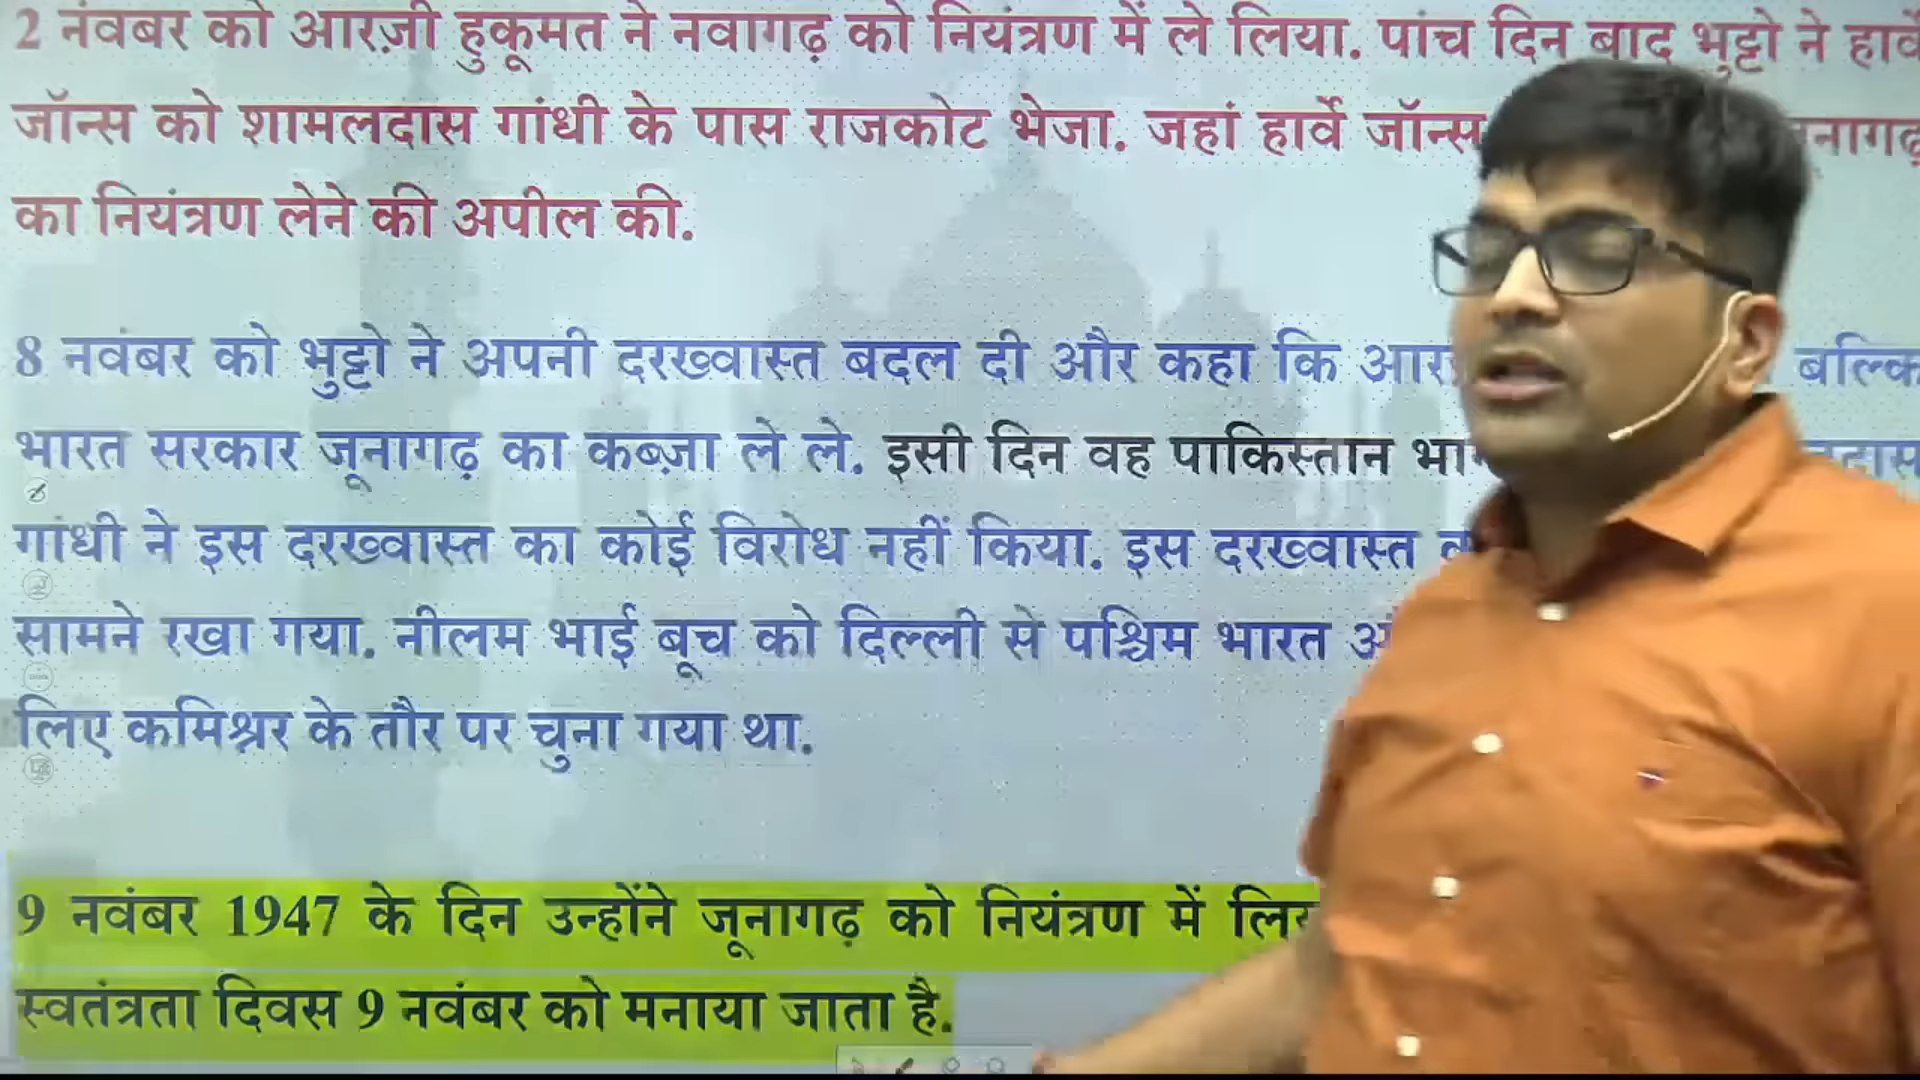 2 नंवबर को आरज़ी हुकूमत ने नवागढ़ को नियंत्रण में ले लिया. पांच दिन बाद भुट्टो ने हार्वे
जॉन्स को शामलदास गांधी के पास राजकोट भेजा. जहां हार्वे जॉन्स
का नियंत्रण लेने की अपील की.
8 नवंबर को भुट्टो ने अपनी दरख्वास्त बदल दी और कहा कि बल्कि
भारत सरकार जूनागढ़ का कब्ज़ा ले ले. इसी दिन वह पाकिस्तान
गांधी ने इस दरख्वास्त का कोई विरोध नहीं किया. इस दरख्वास्त
सामने रखा गया. नीलम भाई बूच को दिल्ली से पश्चिम भारत
लिए कमिश्नर के तौर पर चुना गया था.
9 नवंबर 1947 के दिन उन्होंने जूनागढ़ को नियंत्रण में
स्वतंत्रता दिवस 9 नवंबर को मनाया जाता है.